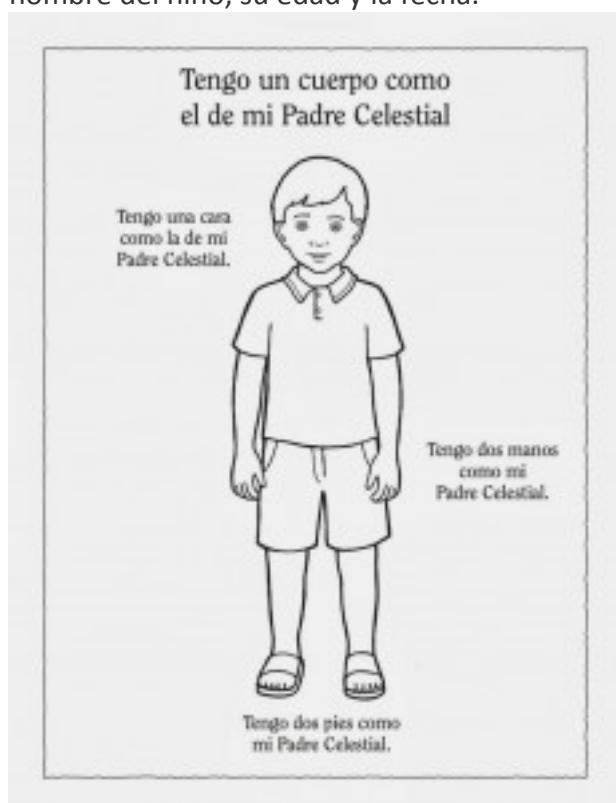 nombre del niño, su edad y la fecha.
Tengo un cuerpo como
el de mi Padre Celestial
Tengo una cara
como la de mi
Padre Celestial.
Tengo dos manos
como mi
Padre Celestial.
Tengo dos pies como
mi Padre Celestial.